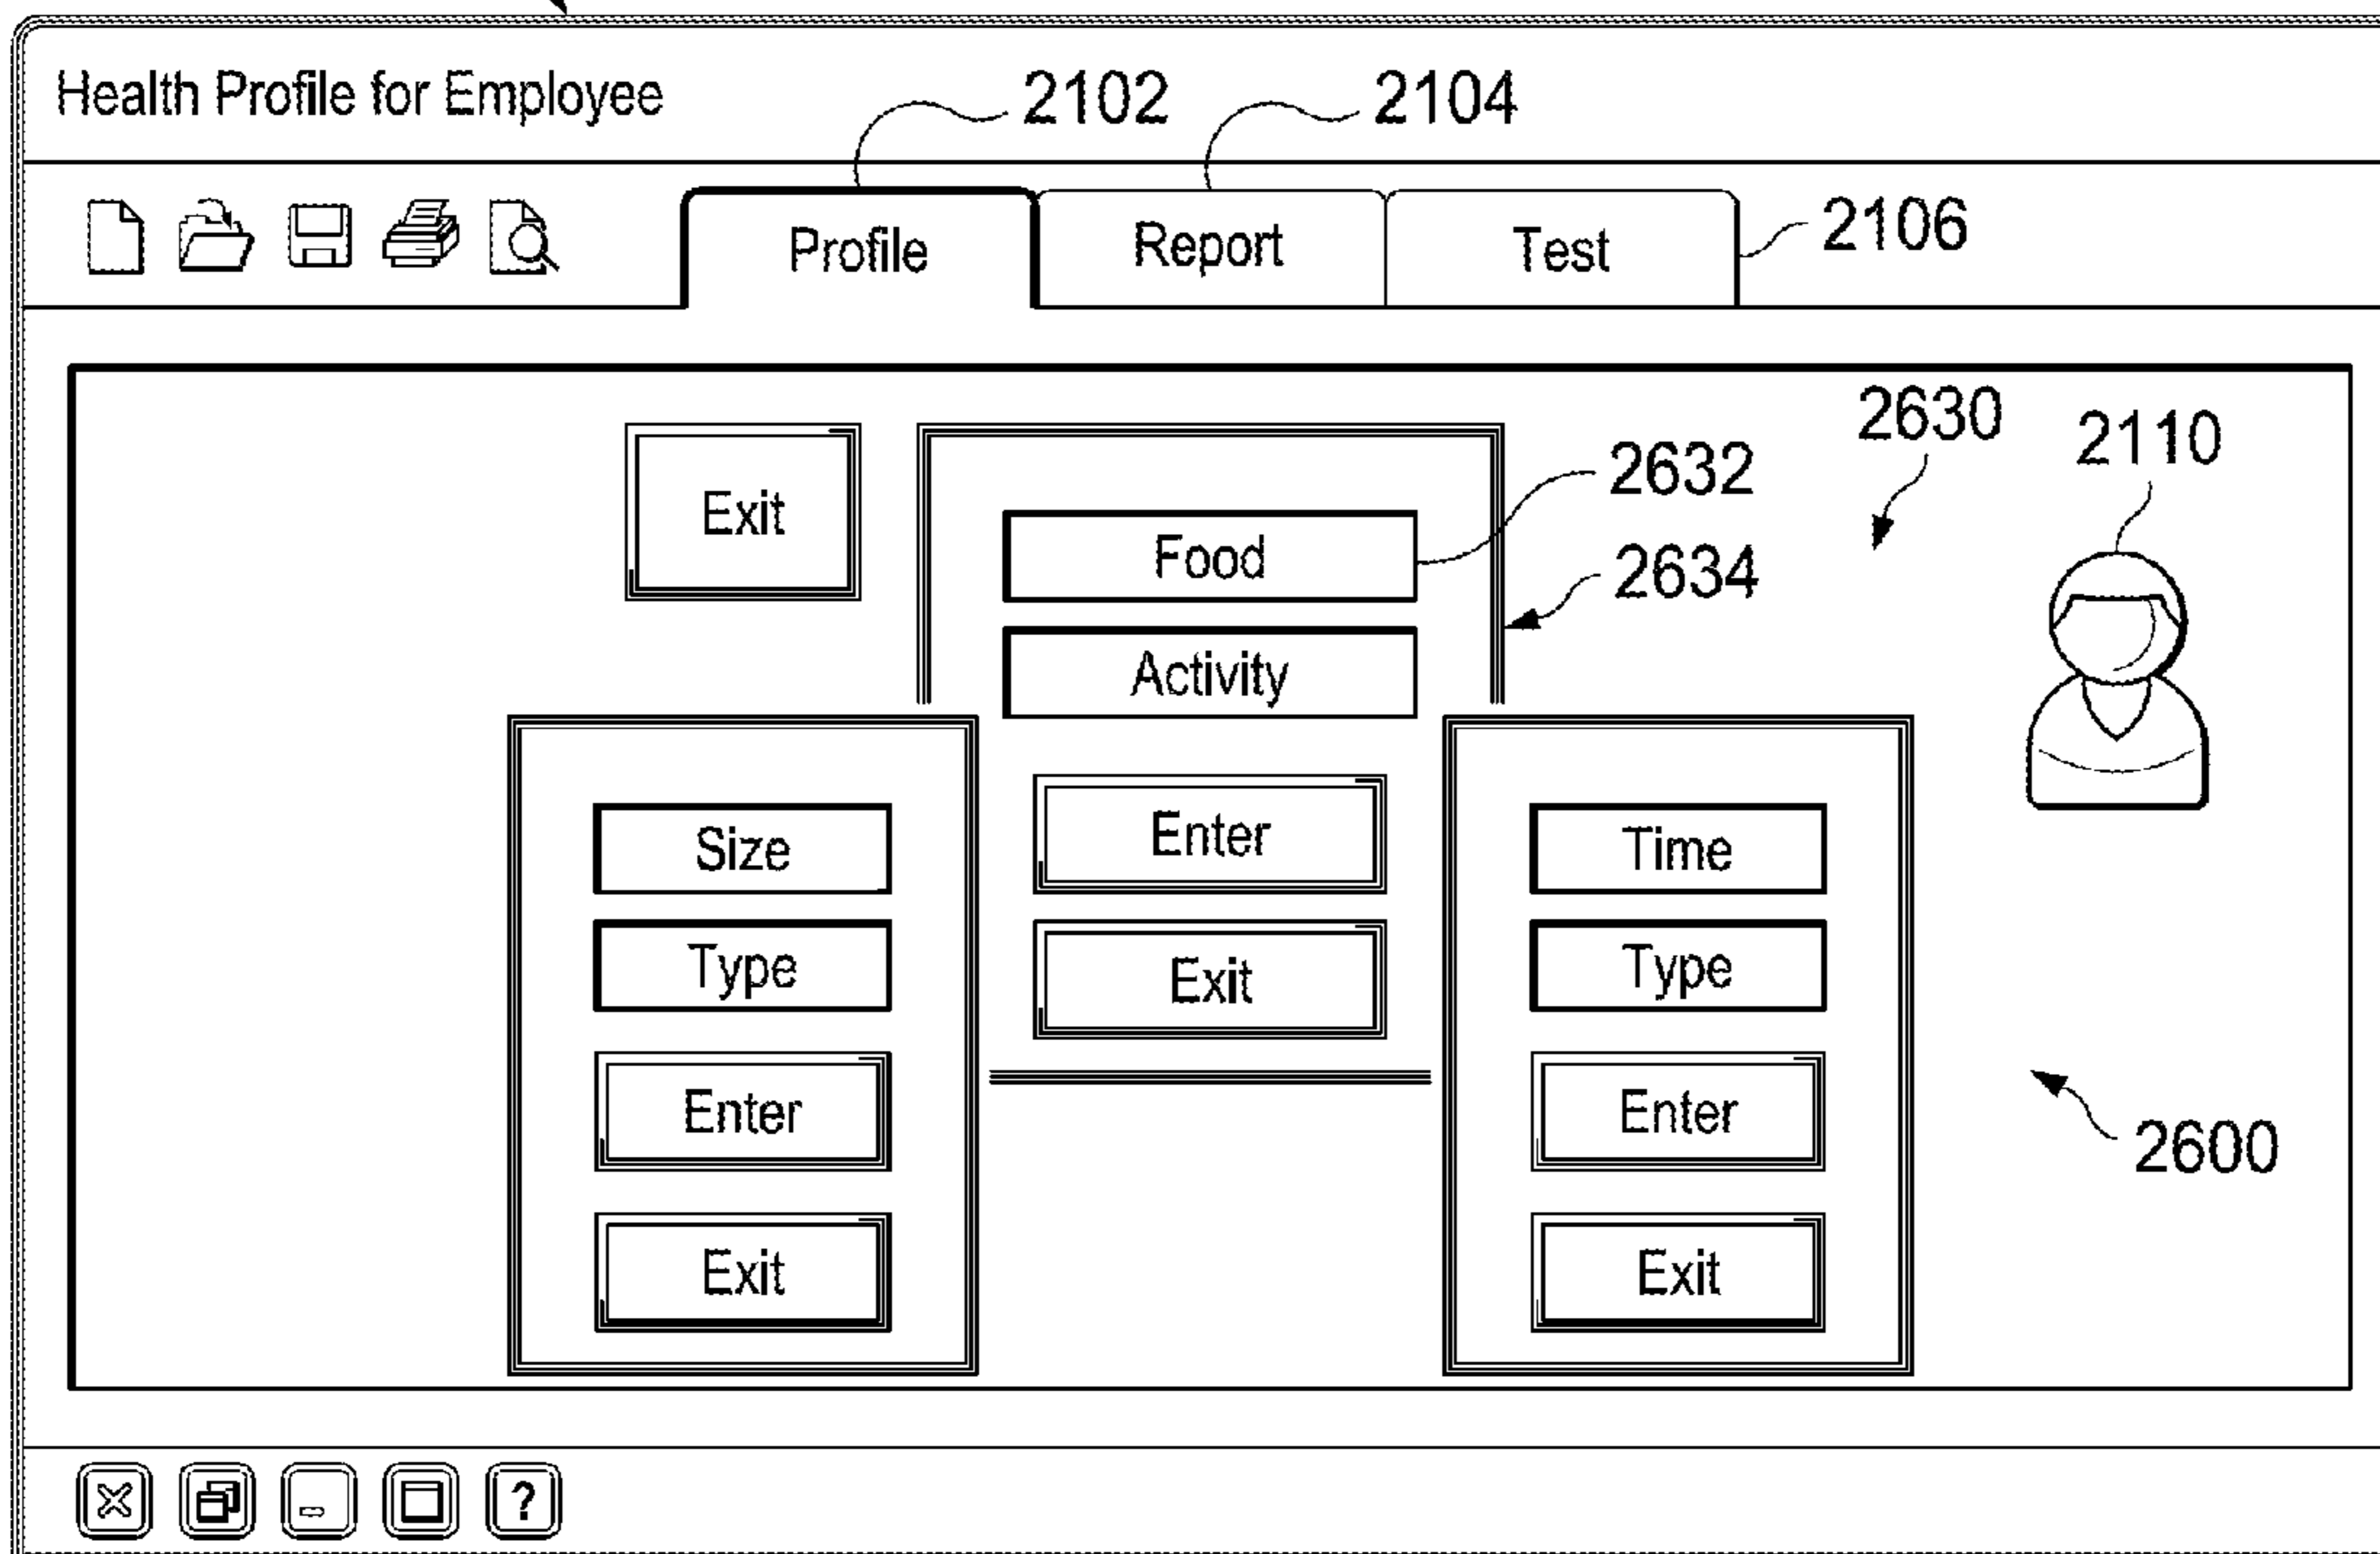 Health Profile for Employee
2102
2104
Profile
Report
Test
2106
2630
2110
Exit
2632
Food
2634
Activity
Size
Enter
Time
Type
Exit
Type
Enter
Enter
2600
Exit
Exit
?